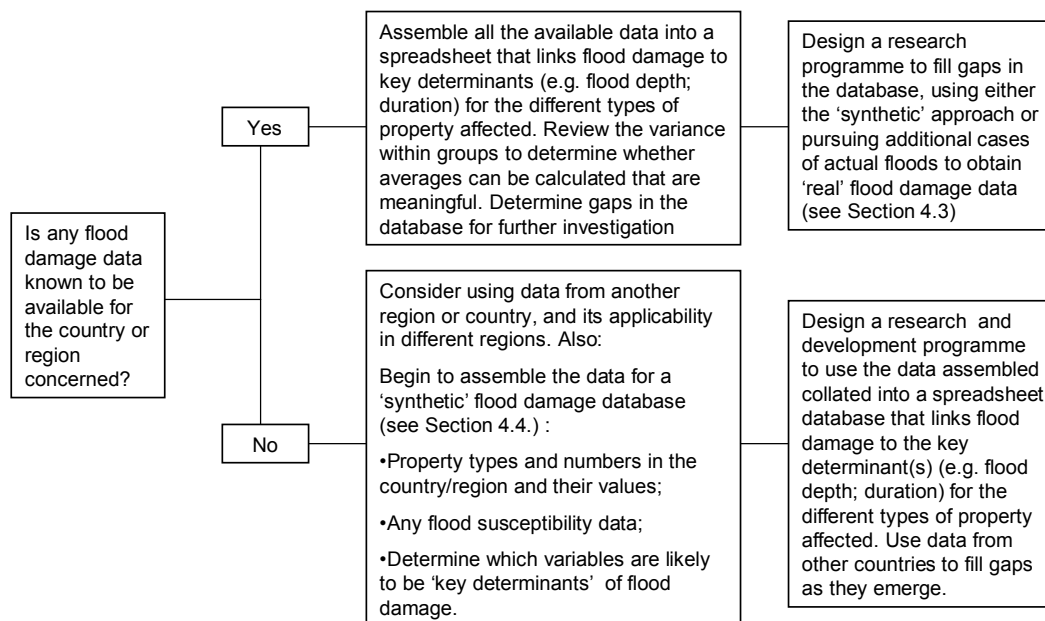 Is any flood
damage data
known to be
available for
the country or
region
concerned?
Yes
Assemble all the available data into a
spreadsheet that links flood damage to
key determinants (e.g. flood depth;
duration) for the different types of
property affected. Review the variance
within groups to determine whether
averages can be calculated that are
meaningful. Determine gaps in the
database for further investigation
Design a research
programme to fill gaps in
the database, using either
the ‘synthetic’ approach or
pursuing additional cases
of actual floods to obtain
‘real’ flood damage data
(see Section 4.3)
No
Consider using data from another
region or country, and its applicability
in different regions. Also:
Begin to assemble the data for a
‘synthetic’ flood damage database
(see Section 4.4.) :
•Property types and numbers in the
country/region and their values;
•Any flood susceptibility data;
•Determine which variables are likely
to be ‘key determinants’ of flood
damage.
Design a research and
development programme
to use the data assembled
collated into a spreadsheet
database that links flood
damage to the key
determinant(s) (e.g. flood
depth; duration) for the
different types of property
affected. Use data from
other countries to fill gaps
as they emerge.